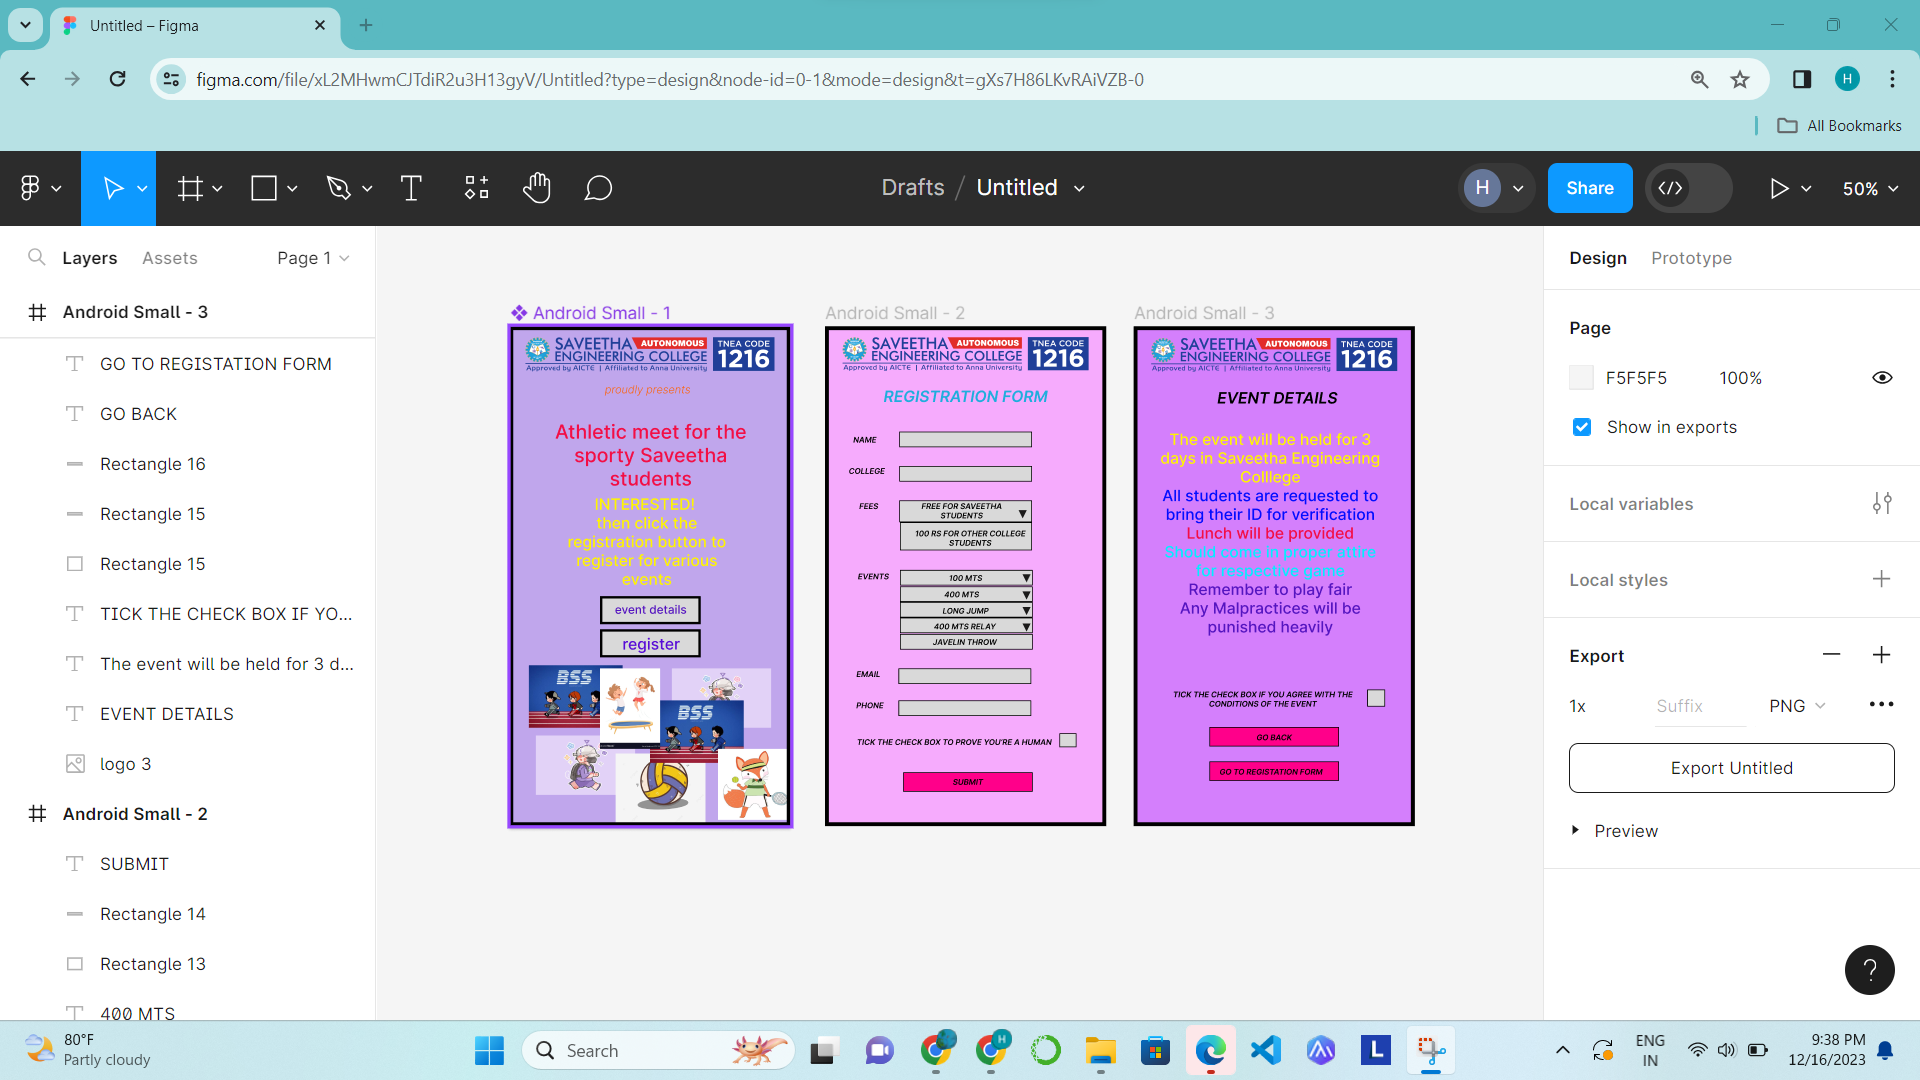 Untitled – Figma
figma.com/file/xL2MHwmCJTdiR2u3H13gyV/Untitled?type=design&node-id=0-1&mode=design&t=gXs7H86LKvRAiVZB-0
H
All Bookmarks
Drafts / Untitled
H
Share
50%
Layers
Assets
Page 1
Android Small - 3
GO TO REGISTATION FORM
GO BACK
Rectangle 16
Rectangle 15
Rectangle 15
TICK THE CHECK BOX IF YO...
The event will be held for 3 d...
EVENT DETAILS
logo 3
Android Small - 2
SUBMIT
Rectangle 14
Rectangle 13
400 MTS
Android Small - 1
SAVEETHA AUTONOMOUS
ENGINEERING COLLEGE
Approved by AICTE | Affiliated to Anna University
TNEA CODE
1216
proudly presents
Athletic meet for the
sporty Saveetha
students
INTERESTED!
then click the
registration button to
register for various
events
event details
register
BSS
BSS
Android Small - 2
SAVEETHA AUTONOMOUS
ENGINEERING COLLEGE
Approved by AICTE | Affiliated to Anna University
TNEA CODE
1216
REGISTRATION FORM
NAME
COLLEGE
FEES
FREE FOR SAVEETHA
STUDENTS
100 RS FOR OTHER COLLEGE
STUDENTS
EVENTS
100 MTS
400 MTS
LONG JUMP
400 MTS RELAY
JAVELIN THROW
EMAIL
PHONE
TICK THE CHECK BOX TO PROVE YOU'RE A HUMAN
SUBMIT
Android Small - 3
SAVEETHA AUTONOMOUS
ENGINEERING COLLEGE
Approved by AICTE | Affiliated to Anna University
TNEA CODE
1216
EVENT DETAILS
The event will be held for 3
days in Saveetha Engineering
Colllege
All students are requested to
bring their ID for verification
Lunch will be provided
Should come in proper attire
for respective game
Remember to play fair
Any Malpractices will be
punished heavily
TICK THE CHECK BOX IF YOU AGREE WITH THE
CONDITIONS OF THE EVENT
GO BACK
GO TO REGISTATION FORM
Design
Prototype
Page
F5F5F5
100%
Show in exports
Local variables
Local styles
Export
1x
Suffix
PNG
Export Untitled
Preview
?
80°F
Partly cloudy
Search
H
L
ENG
IN
9:38 PM
12/16/2023